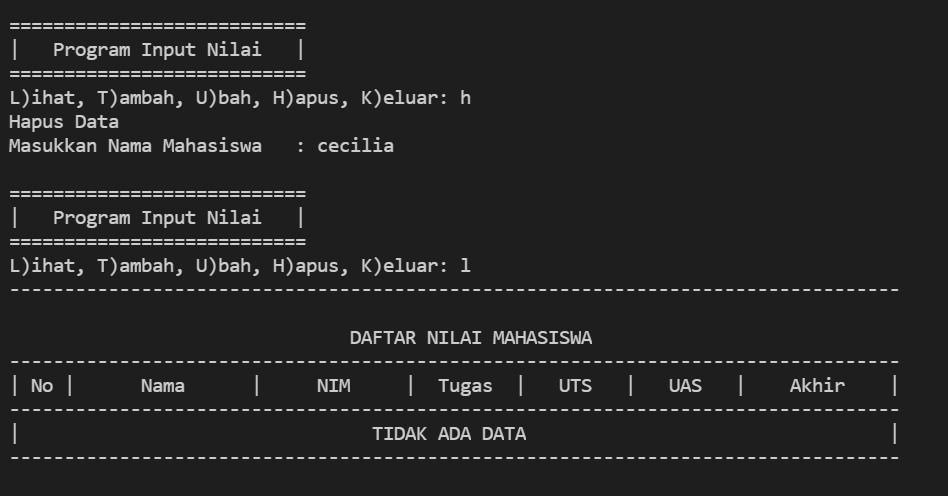 ===========================
|   Program Input Nilai   |
===========================
L)ihat, T)ambah, U)bah, H)apus, K)eluar: h
Hapus Data
Masukkan Nama Mahasiswa   : cecilia

===========================
|   Program Input Nilai   |
===========================
L)ihat, T)ambah, U)bah, H)apus, K)eluar: l
---------------------------------------------------------------------------------

                               DAFTAR NILAI MAHASISWA
---------------------------------------------------------------------------------
| No |      Nama      |     NIM     |  Tugas  |   UTS   |   UAS   |    Akhir    |
---------------------------------------------------------------------------------
|                                TIDAK ADA DATA                                 |
---------------------------------------------------------------------------------